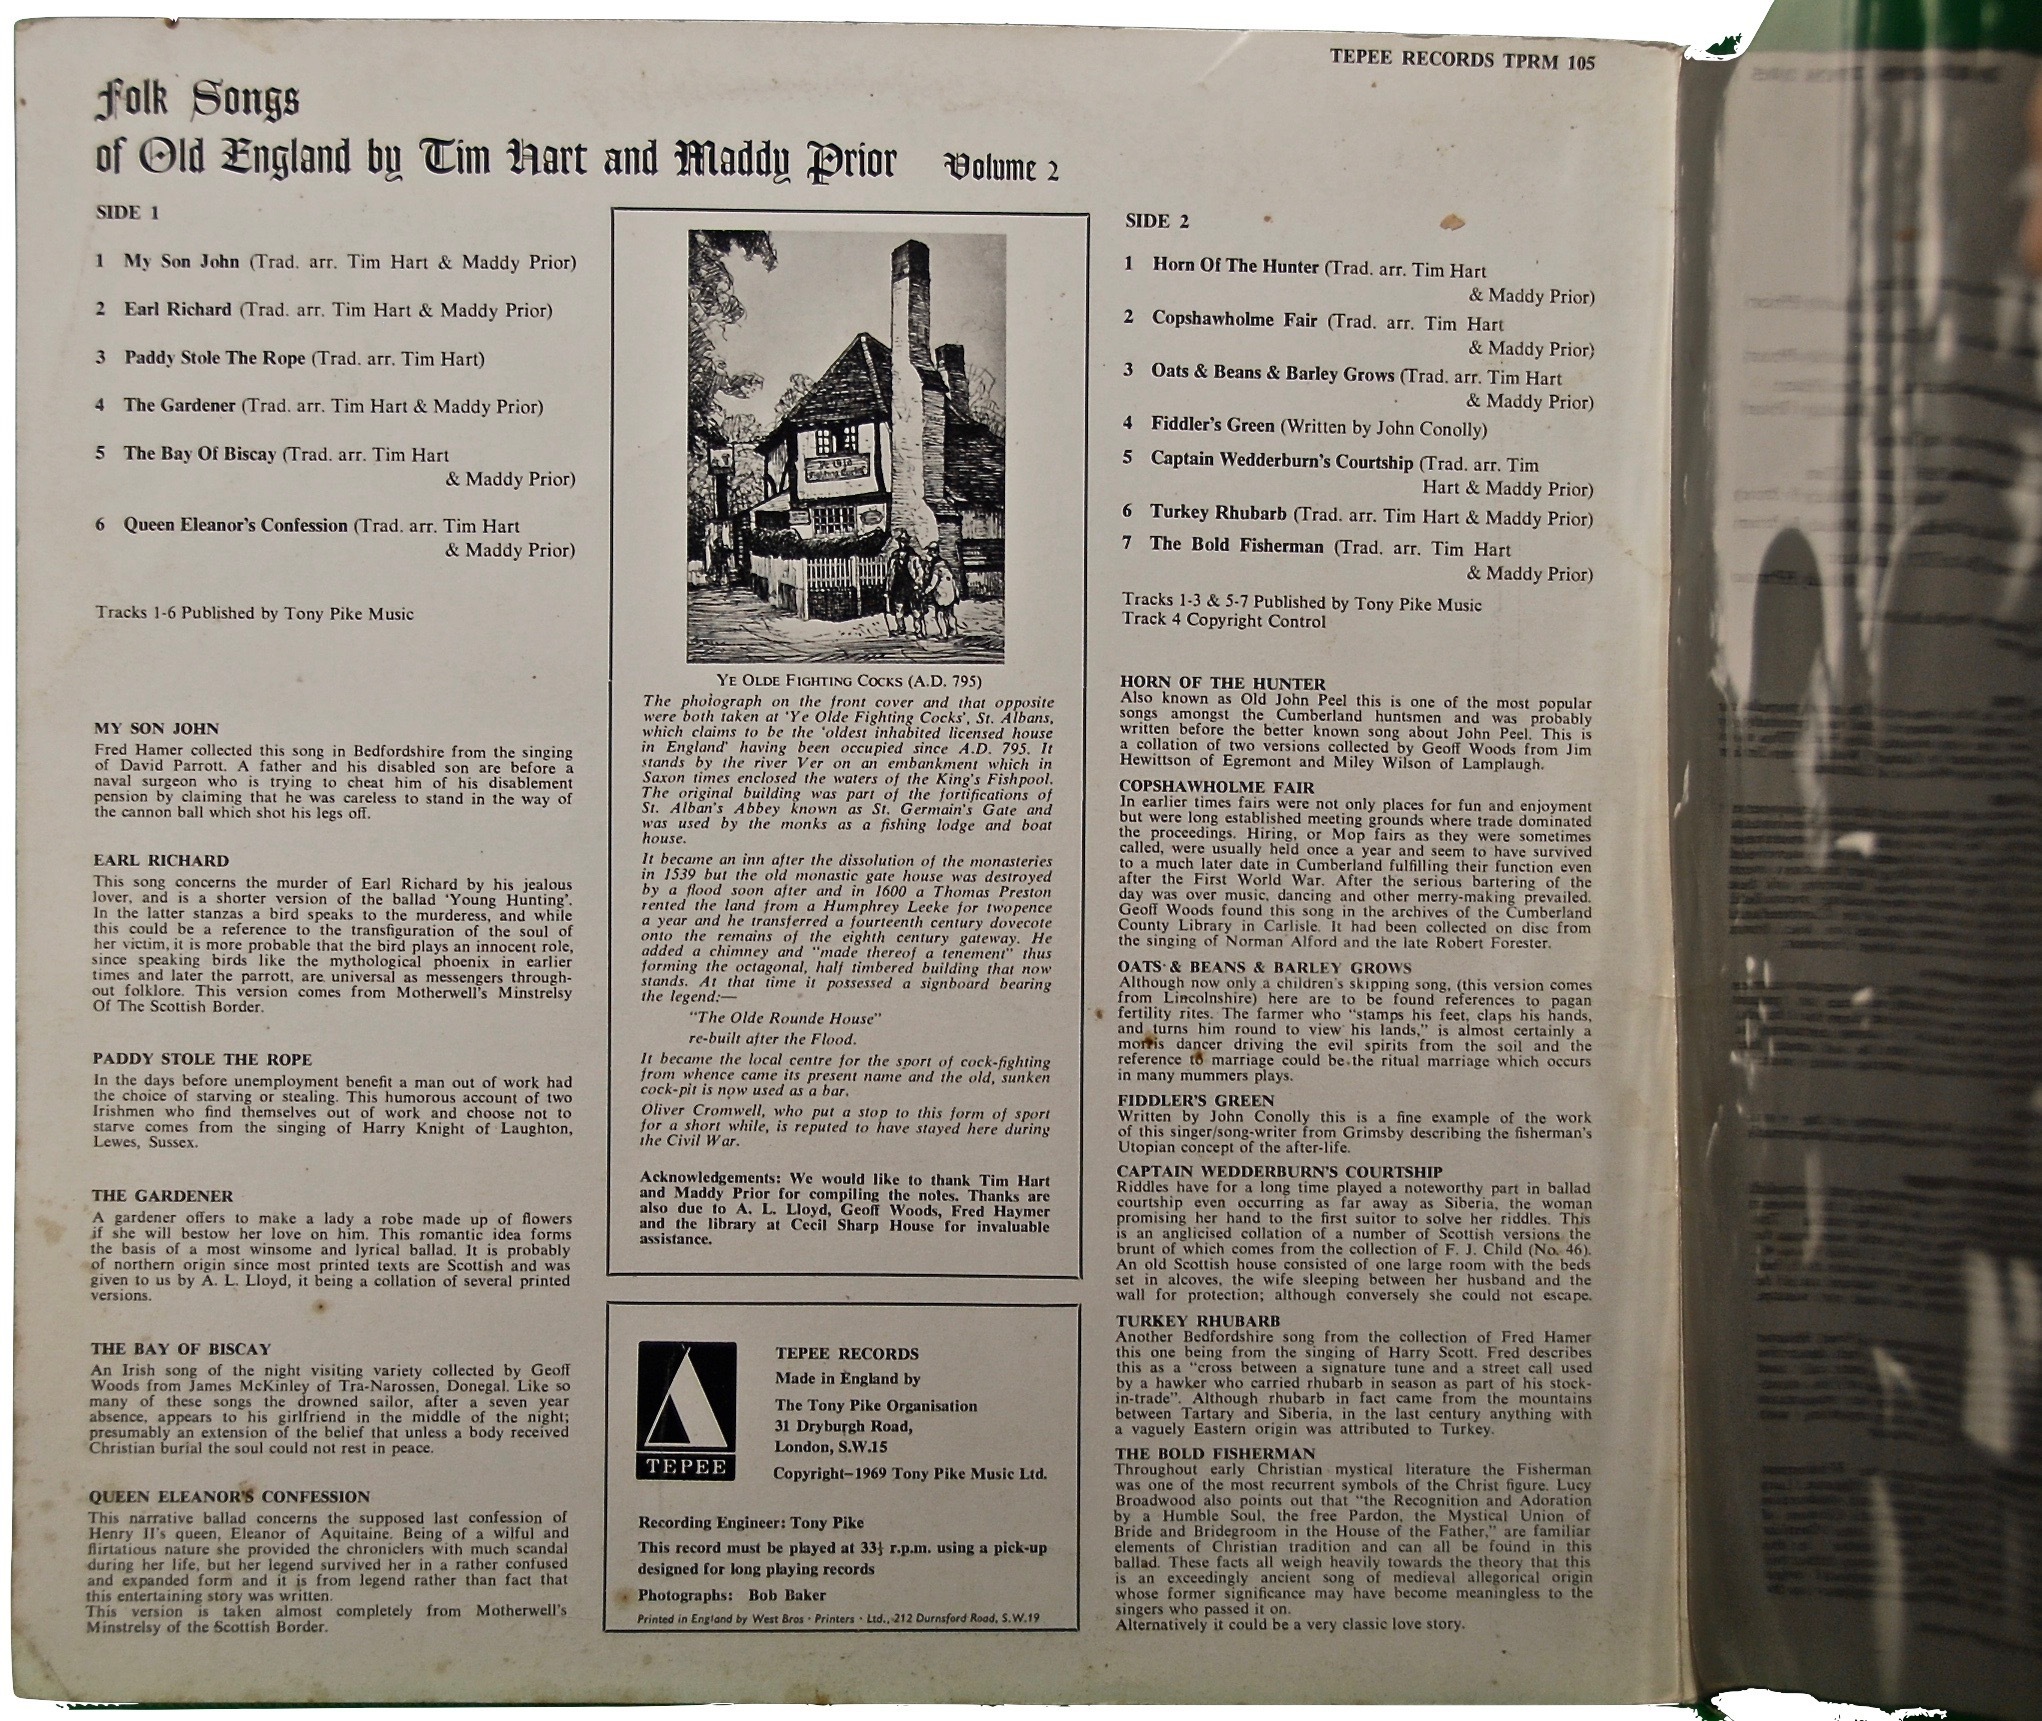 TEPEE RECORDS TPRM 105
Folk Songs
of Old England by Tim Hart and Maddy Prior Volume 2
SIDE 1
1 My Son John (Trad. arr. Tim Hart & Maddy Prior)
2 Earl Richard (Trad. arr. Tim Hart & Maddy Prior)
3 Paddy Stole The Rope (Trad. arr. Tim Hart)
4 The Gardener (Trad. arr. Tim Hart & Maddy Prior)
5 The Bay Of Biscay (Trad. arr. Tim Hart
& Maddy Prior)
6 Queen Eleanor's Confession (Trad. arr. Tim Hart
& Maddy Prior)
Tracks 1-6 Published by Tony Pike Music
MY SON JOHN
Fred Hamer collected this song in Bedfordshire from the singing
of David Parrott. A father and his disabled son are before a
naval surgeon who is trying to cheat him of his disablement
pension by claiming that he was careless to stand in the way of
the cannon ball which shot his legs off.
EARL RICHARD
This song concerns the murder of Earl Richard by his jealous
lover, and is a shorter version of the ballad 'Young Hunting'.
In the latter stanzas a bird speaks to the murderess, and while
this could be a reference to the transfiguration of the soul of
her victim, it is more probable that the bird plays an innocent role,
since speaking birds like the mythological phoenix in earlier
times and later the parrott, are universal as messengers through-
out folklore. This version comes from Motherwell's Minstrelsy
Of The Scottish Border.
PADDY STOLE THE ROPE
In the days before unemployment benefit a man out of work had
the choice of starving or stealing. This humorous account of two
Irishmen who find themselves out of work and choose not to
starve comes from the singing of Harry Knight of Laughton,
Lewes, Sussex.
THE GARDENER
A gardener offers to make a lady a robe made up of flowers
if she will bestow her love on him. This romantic idea forms
the basis of a most winsome and lyrical ballad. It is probably
of northern origin since most printed texts are Scottish and was
given to us by A. L. Lloyd, it being a collation of several printed
versions.
THE BAY OF BISCAY
An Irish song of the night visiting variety collected by Geoff
Woods from James McKinley of Tra-Narossen, Donegal. Like so
many of these songs the drowned sailor, after a seven year
absence, appears to his girlfriend in the middle of the night;
presumably an extension of the belief that unless a body received
Christian burial the soul could not rest in peace.
QUEEN ELEANOR'S CONFESSION
This narrative ballad concerns the supposed last confession of
Henry II's queen, Eleanor of Aquitaine. Being of a wilful and
flirtatious nature she provided the chroniclers with much scandal
during her life, but her legend survived her in a rather confused
and expanded form and it is from legend rather than fact that
this entertaining story was written.
This version is taken almost completely from Motherwell's
Minstrelsy of the Scottish Border.
Ye Old
Fighting Cocks
YE OLDE FIGHTING COCKS (A.D. 795)
The photograph on the front cover and that opposite
were both taken at 'Ye Olde Fighting Cocks', St. Albans,
which claims to be the 'oldest inhabited licensed house
in England' having been occupied since A.D. 795. It
stands by the river Ver on an embankment which in
Saxon times enclosed the waters of the King's Fishpool.
The original building was part of the fortifications of
St. Alban's Abbey known as St. Germain's Gate and
was used by the monks as a fishing lodge and boat
house.
It became an inn after the dissolution of the monasteries
in 1539 but the old monastic gate house was destroyed
by a flood soon after and in 1600 a Thomas Preston
rented the land from a Humphrey Leeke for twopence
a year and he transferred a fourteenth century dovecote
onto the remains of the eighth century gateway. He
added a chimney and "made thereof a tenement" thus
forming the octagonal, half timbered building that now
stands. At that time it possessed a signboard bearing
the legend:—
"The Olde Rounde House"
re-built after the Flood.
It became the local centre for the sport of cock-fighting
from whence came its present name and the old, sunken
cock-pit is now used as a bar.
Oliver Cromwell, who put a stop to this form of sport
for a short while, is reputed to have stayed here during
the Civil War.
Acknowledgements: We would like to thank Tim Hart
and Maddy Prior for compiling the notes. Thanks are
also due to A. L. Lloyd, Geoff Woods, Fred Haymer
and the library at Cecil Sharp House for invaluable
assistance.
TEPEE
TEPEE RECORDS
Made in England by
The Tony Pike Organisation
31 Dryburgh Road,
London, S.W.15
Copyright–1969 Tony Pike Music Ltd.
Recording Engineer: Tony Pike
This record must be played at 33⅓ r.p.m. using a pick-up
designed for long playing records
Photographs: Bob Baker
Printed in England by West Bros · Printers · Ltd., 212 Durnsford Road, S.W.19
SIDE 2
1 Horn Of The Hunter (Trad. arr. Tim Hart
& Maddy Prior)
2 Copshawholme Fair (Trad. arr. Tim Hart
& Maddy Prior)
3 Oats & Beans & Barley Grows (Trad. arr. Tim Hart
& Maddy Prior)
4 Fiddler's Green (Written by John Conolly)
5 Captain Wedderburn's Courtship (Trad. arr. Tim
Hart & Maddy Prior)
6 Turkey Rhubarb (Trad. arr. Tim Hart & Maddy Prior)
7 The Bold Fisherman (Trad. arr. Tim Hart
& Maddy Prior)
Tracks 1-3 & 5-7 Published by Tony Pike Music
Track 4 Copyright Control
HORN OF THE HUNTER
Also known as Old John Peel this is one of the most popular
songs amongst the Cumberland huntsmen and was probably
written before the better known song about John Peel. This is
a collation of two versions collected by Geoff Woods from Jim
Hewittson of Egremont and Miley Wilson of Lamplaugh.
COPSHAWHOLME FAIR
In earlier times fairs were not only places for fun and enjoyment
but were long established meeting grounds where trade dominated
the proceedings. Hiring, or Mop fairs as they were sometimes
called, were usually held once a year and seem to have survived
to a much later date in Cumberland fulfilling their function even
after the First World War. After the serious bartering of the
day was over music, dancing and other merry-making prevailed.
Geoff Woods found this song in the archives of the Cumberland
County Library in Carlisle. It had been collected on disc from
the singing of Norman Alford and the late Robert Forester.
OATS & BEANS & BARLEY GROWS
Although now only a children's skipping song, (this version comes
from Lincolnshire) here are to be found references to pagan
fertility rites. The farmer who "stamps his feet, claps his hands,
and turns him round to view his lands," is almost certainly a
morris dancer driving the evil spirits from the soil and the
reference to marriage could be the ritual marriage which occurs
in many mummers plays.
FIDDLER'S GREEN
Written by John Conolly this is a fine example of the work
of this singer/song-writer from Grimsby describing the fisherman's
Utopian concept of the after-life.
CAPTAIN WEDDERBURN'S COURTSHIP
Riddles have for a long time played a noteworthy part in ballad
courtship even occurring as far away as Siberia, the woman
promising her hand to the first suitor to solve her riddles. This
is an anglicised collation of a number of Scottish versions the
brunt of which comes from the collection of F. J. Child (No. 46).
An old Scottish house consisted of one large room with the beds
set in alcoves, the wife sleeping between her husband and the
wall for protection; although conversely she could not escape.
TURKEY RHUBARB
Another Bedfordshire song from the collection of Fred Hamer
this one being from the singing of Harry Scott. Fred describes
this as a "cross between a signature tune and a street call used
by a hawker who carried rhubarb in season as part of his stock-
in-trade". Although rhubarb in fact came from the mountains
between Tartary and Siberia, in the last century anything with
a vaguely Eastern origin was attributed to Turkey.
THE BOLD FISHERMAN
Throughout early Christian mystical literature the Fisherman
was one of the most recurrent symbols of the Christ figure. Lucy
Broadwood also points out that "the Recognition and Adoration
by a Humble Soul, the free Pardon, the Mystical Union of
Bride and Bridegroom in the House of the Father," are familiar
elements of Christian tradition and can all be found in this
ballad. These facts all weigh heavily towards the theory that this
is an exceedingly ancient song of medieval allegorical origin
whose former significance may have become meaningless to the
singers who passed it on.
Alternatively it could be a very classic love story.